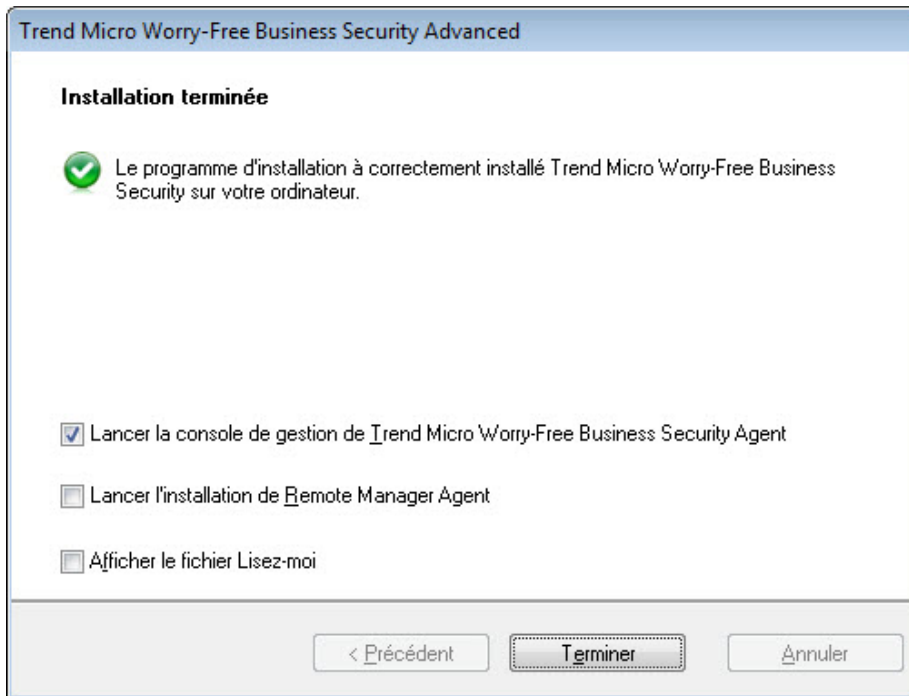 Trend Micro Worry-Free Business Security Advanced
Installation terminée
Le programme d'installation à correctement installé Trend Micro Worry-Free Business
Security sur votre ordinateur.
Lancer la console de gestion de Trend Micro Worry-Free Business Security Agent
Lancer l'installation de Remote Manager Agent
Afficher le fichier Lisez-moi
< Précédent
Terminer
Annuler